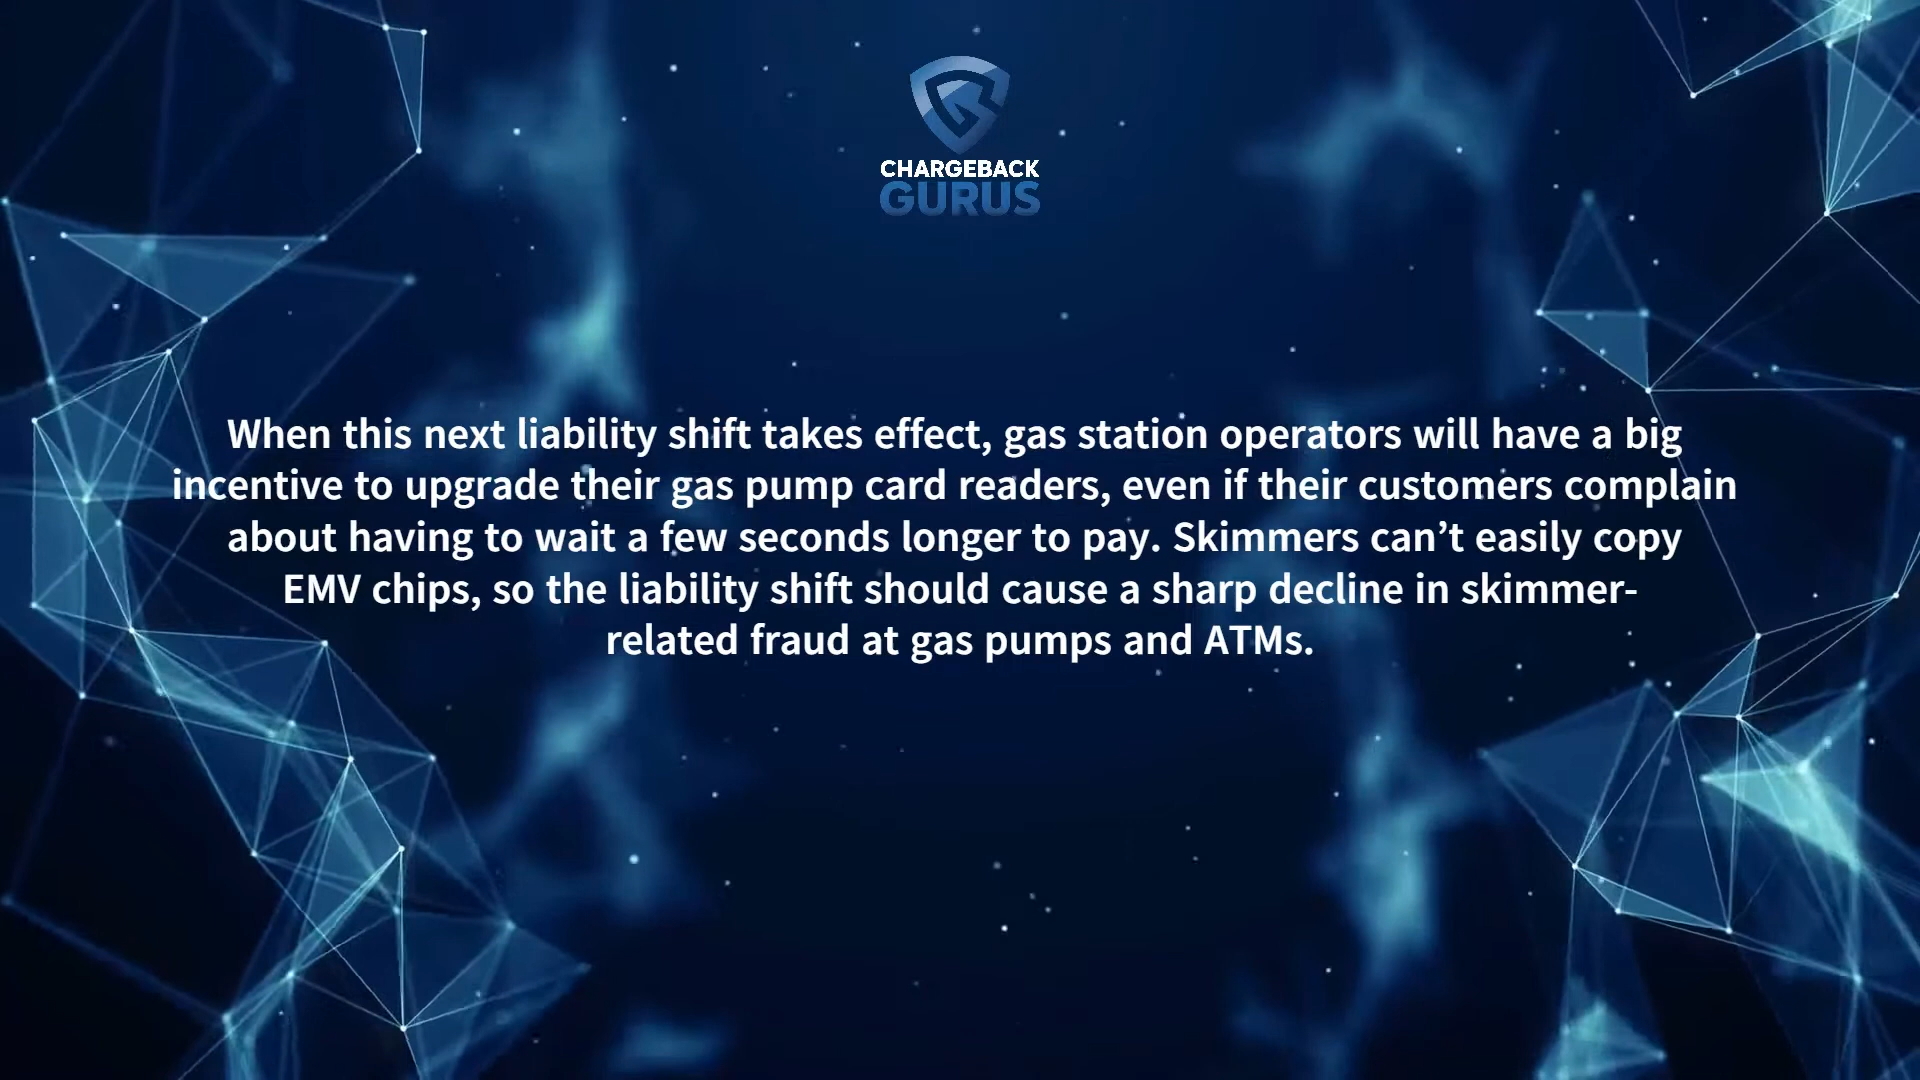 CHARGEBACK
GURUS
When this next liability shift takes effect, gas station operators will have a big
incentive to upgrade their gas pump card readers, even if their customers complain
about having to wait a few seconds longer to pay. Skimmers can’t easily copy
EMV chips, so the liability shift should cause a sharp decline in skimmer-
related fraud at gas pumps and ATMs.